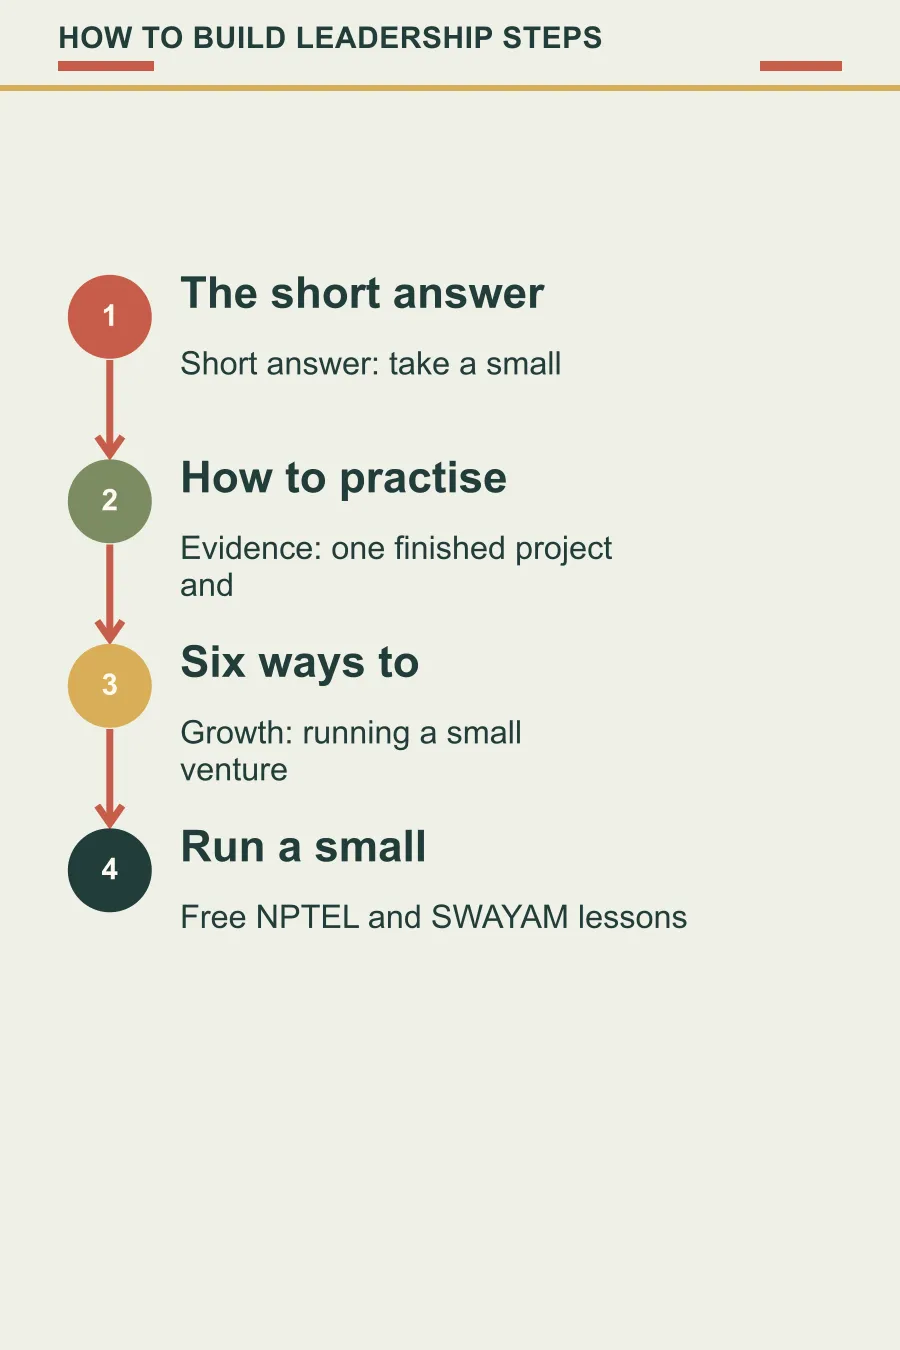 HOW TO BUILD LEADERSHIP STEPS
1
The short answer
Short answer: take a small
2
How to practise
Evidence: one finished project
and
3
Six ways to
Growth: running a small
venture
4
Run a small
Free NPTEL and SWAYAM lessons